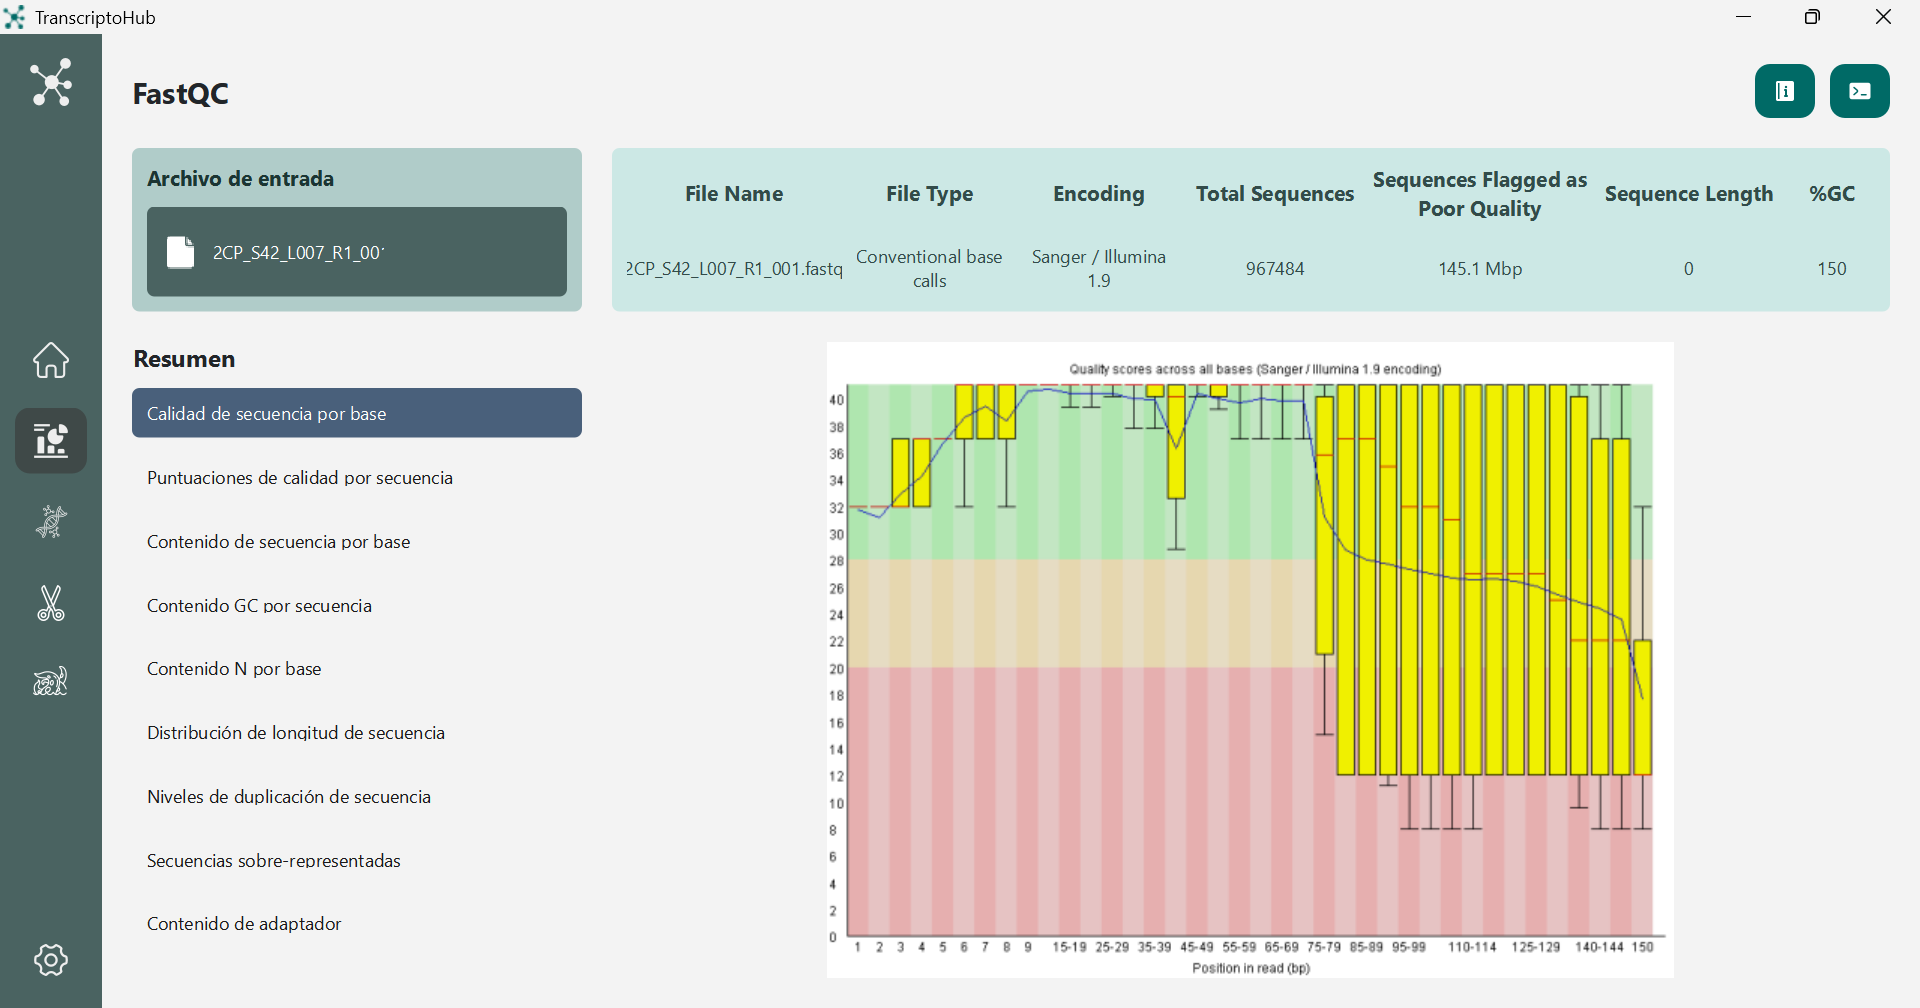 TranscriptoHub
FastQC
Archivo de entrada
2CP_S42_L007_R1_00
File Name
File Type
Encoding
Total Sequences
Sequences Flagged as
Poor Quality
Sequence Length
%GC
2CP_S42_L007_R1_001.fastq
Conventional base
calls
Sanger / Illumina
1.9
967484
145.1 Mbp
0
150
Resumen
Calidad de secuencia por base
Puntuaciones de calidad por secuencia
Contenido de secuencia por base
Contenido GC por secuencia
Contenido N por base
Distribución de longitud de secuencia
Niveles de duplicación de secuencia
Secuencias sobre-representadas
Contenido de adaptador
Quality scores across all bases (Sanger / Illumina 1.9 encoding)
40
38
36
34
32
30
28
26
24
22
20
18
16
14
12
10
8
6
4
2
0
1 2 3 4 5 6 7 8 9 15-19 25-29 35-39 45-49 55-59 65-69 75-79 85-89 95-99 110-114 125-129 140-144 150
Position in read (bp)